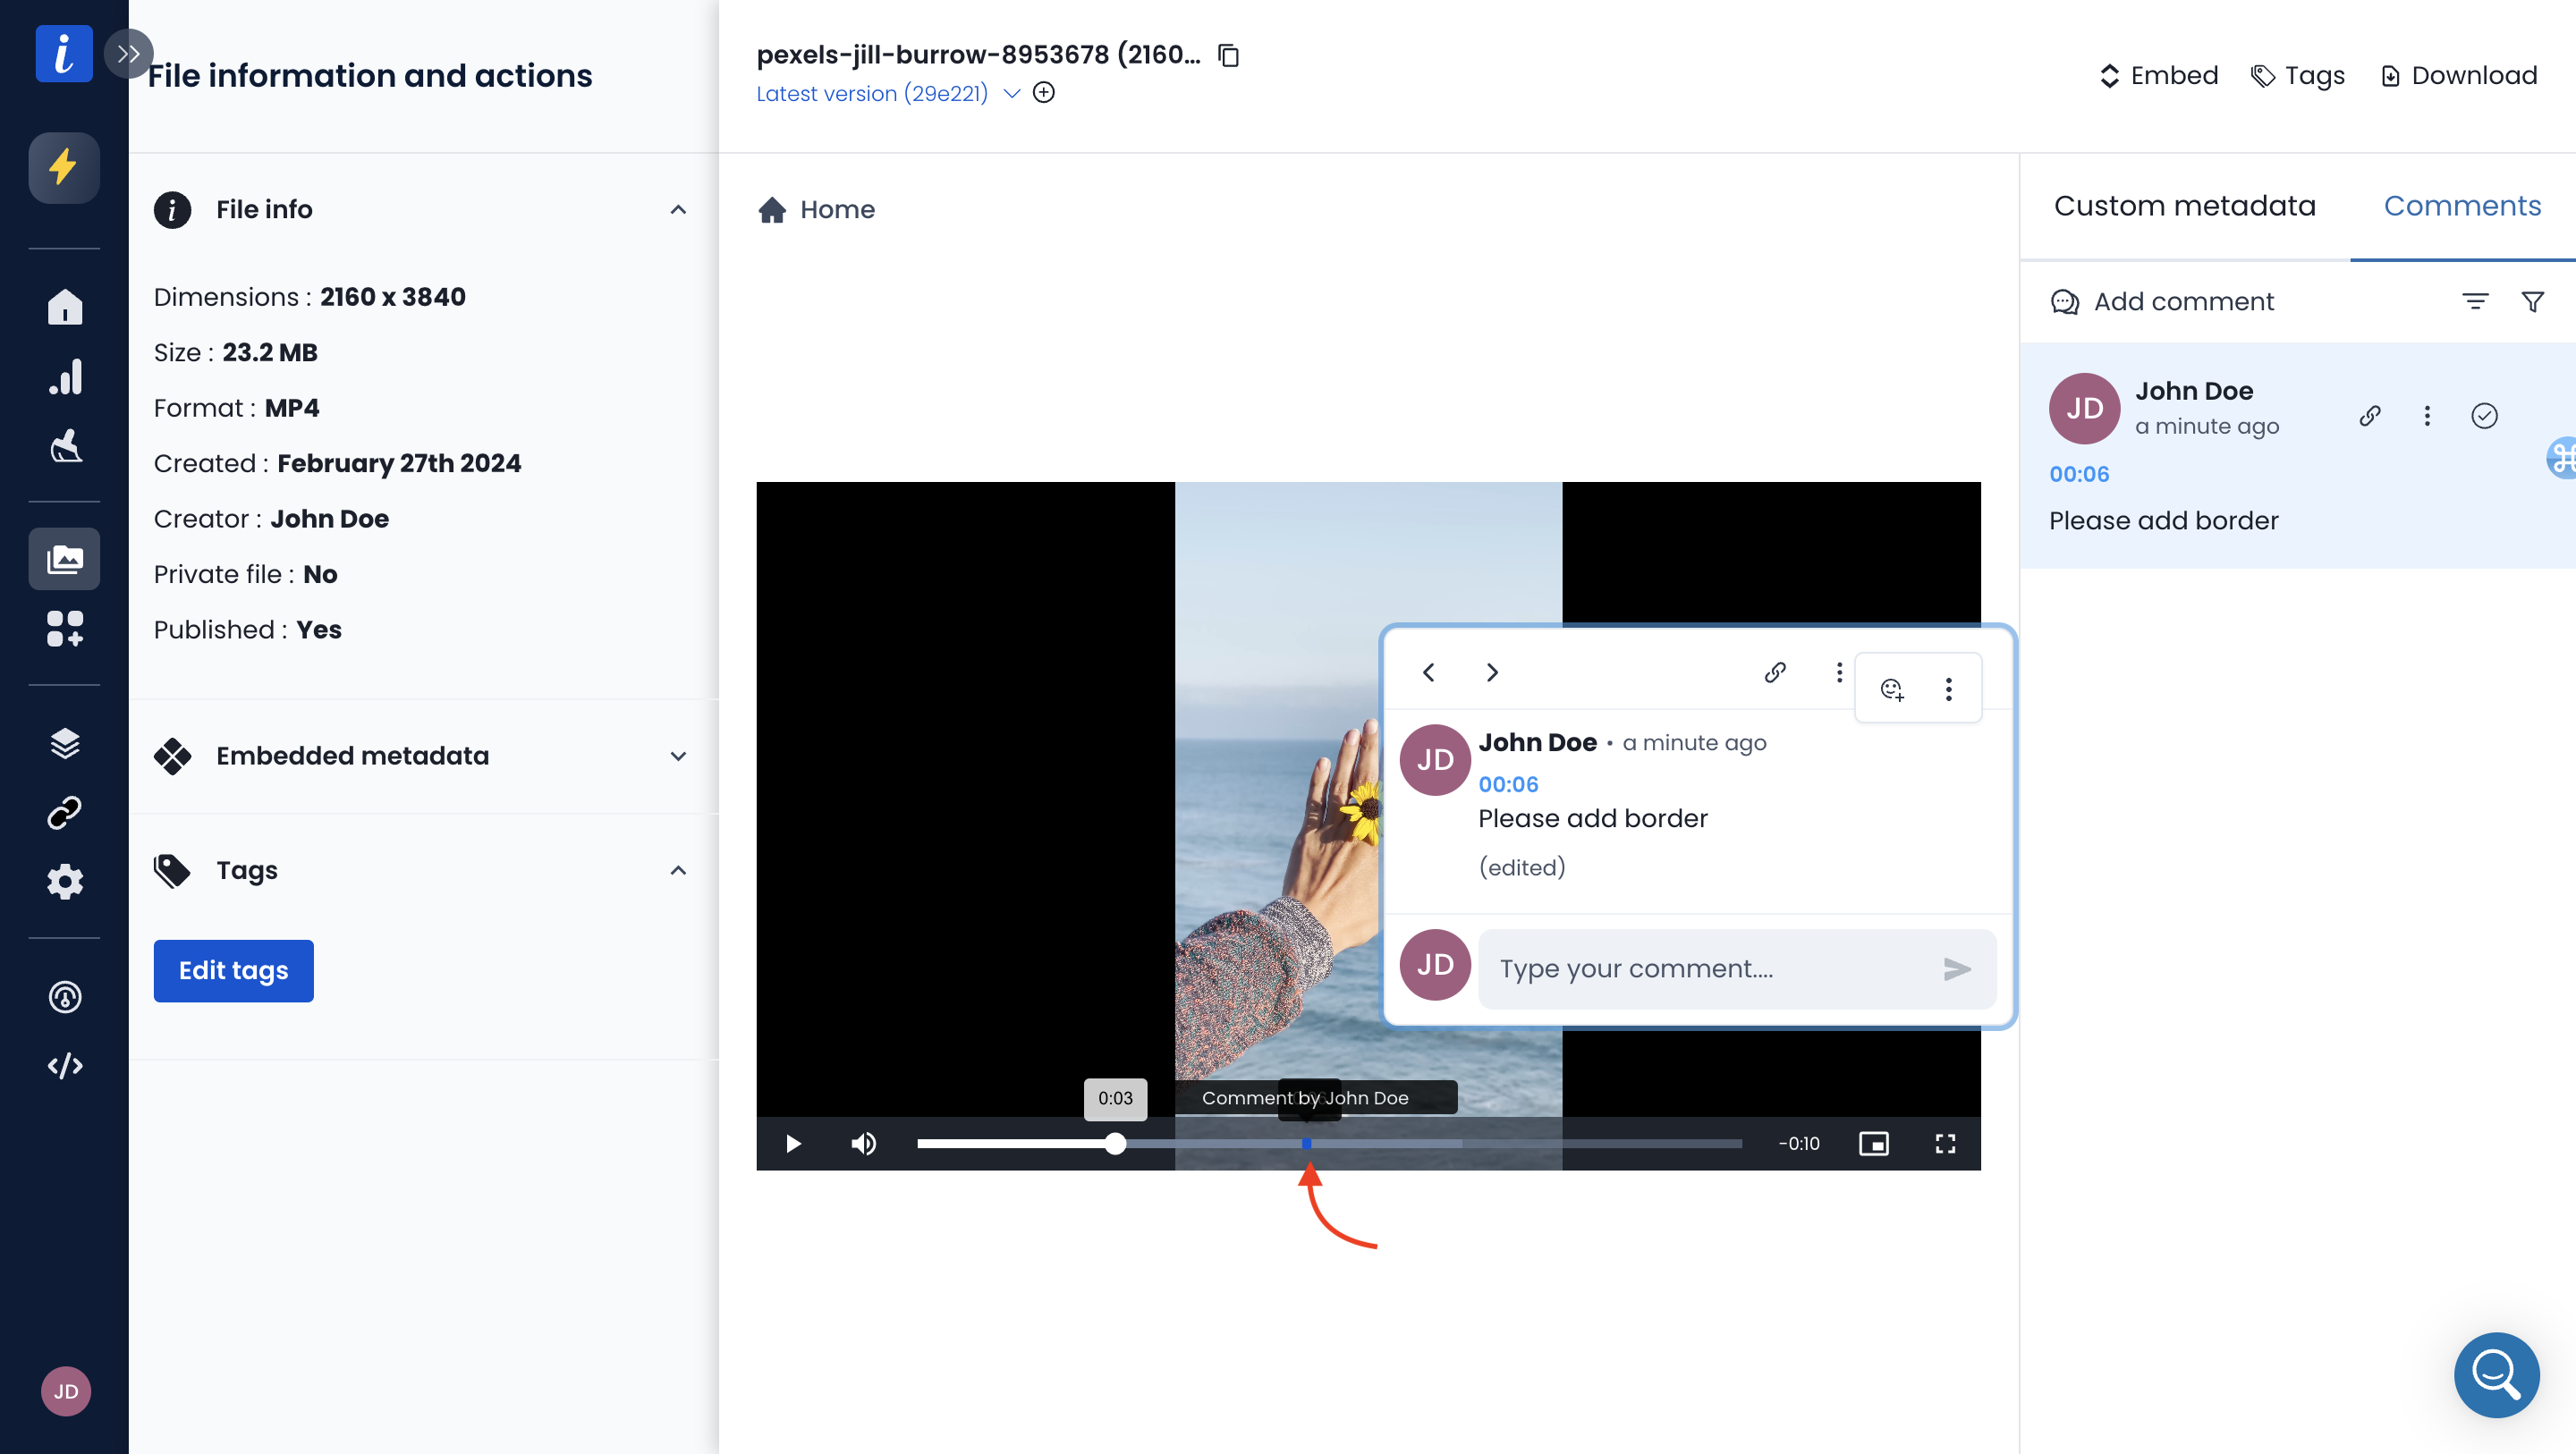 i
File information and actions
pexels-jill-burrow-8953678 (2160...
Latest version (29e221)
Embed
Tags
Download
File info
Dimensions : 2160 x 3840
Size : 23.2 MB
Format : MP4
Created : February 27th 2024
Creator : John Doe
Private file : No
Published : Yes
Embedded metadata
Tags
Edit tags
JD
Home
John Doe • a minute ago
JD
00:06
Please add border
(edited)
JD
Type your comment....
0:03
Comment by John Doe
-0:10
Custom metadata
Comments
Add comment
JD
John Doe
a minute ago
00:06
Please add border